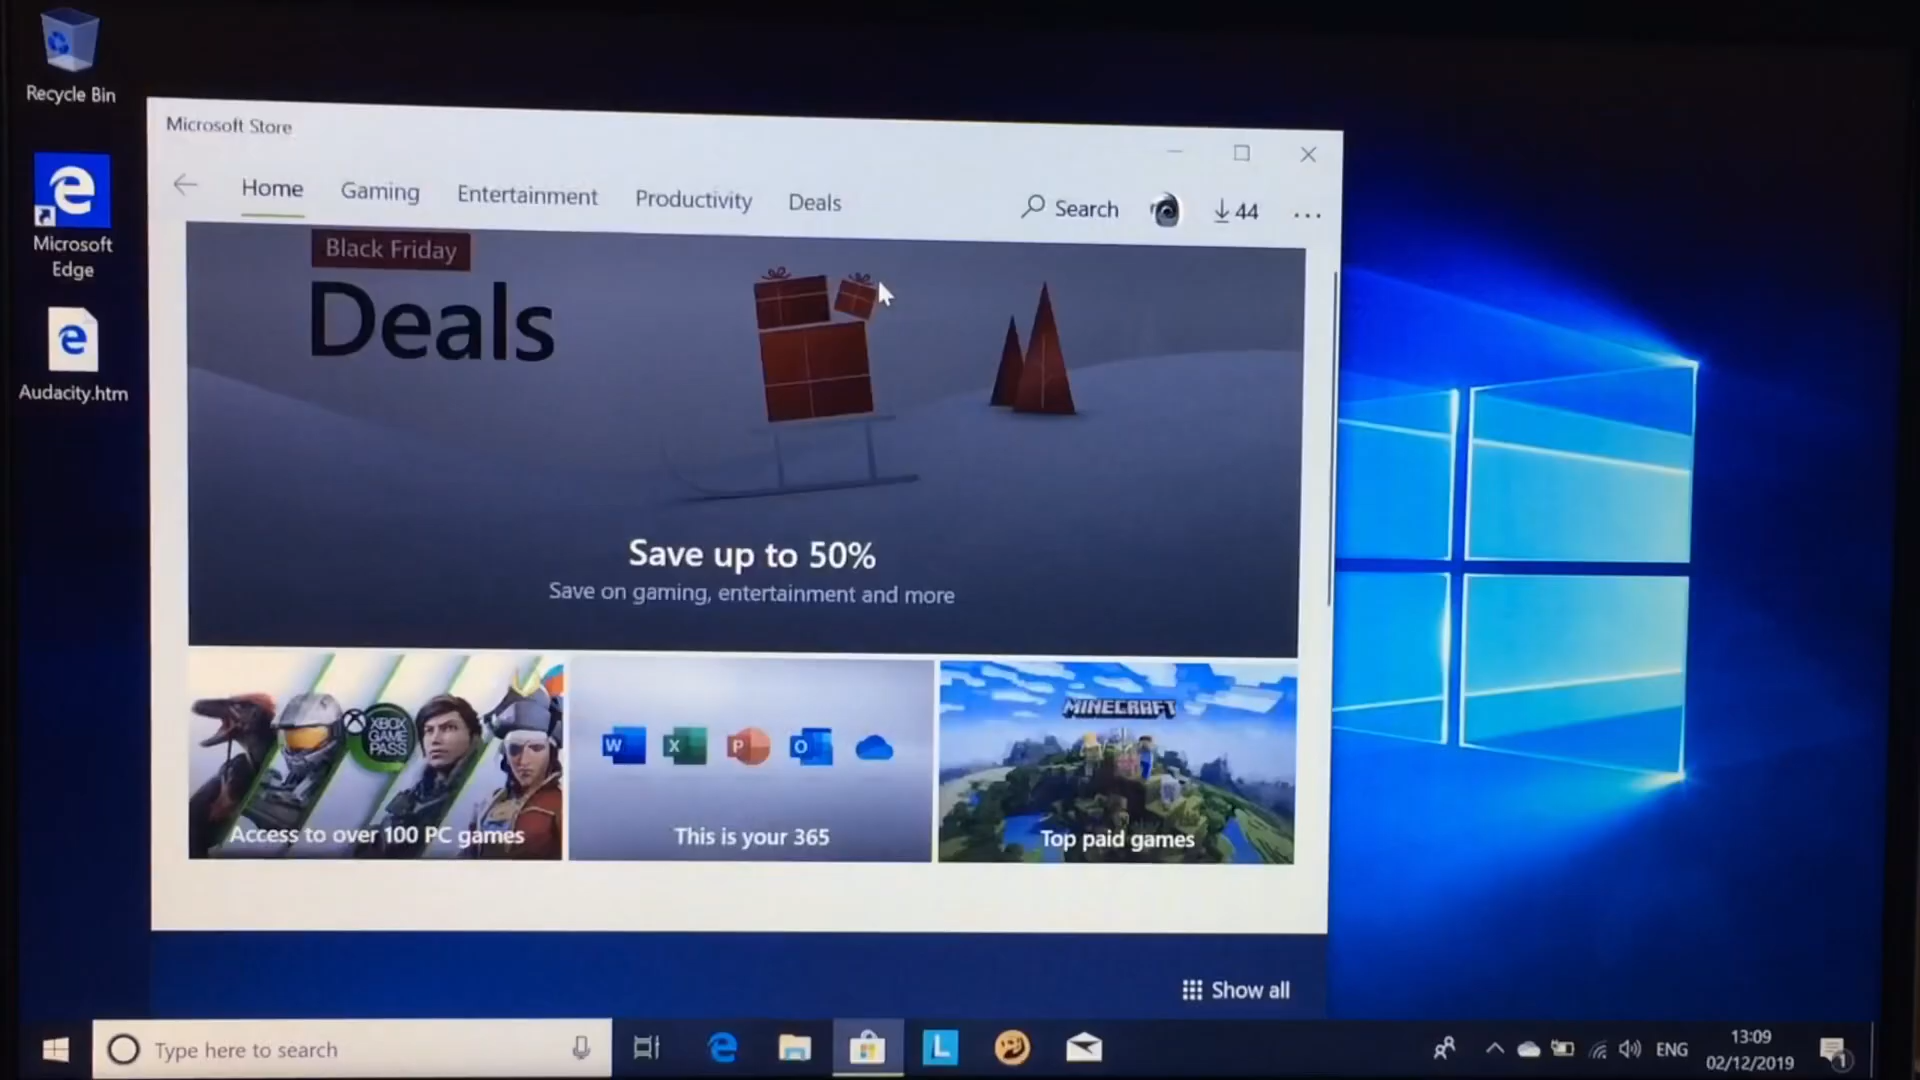 Recycle Bin
Microsoft
Edge
Audacity.htm
Microsoft Store
Home
Gaming
Entertainment
Productivity
Deals
Search
44
Black Friday
Deals
Save up to 50%
Save on gaming, entertainment and more
XBOX
GAME
PASS
Access to over 100 PC games
W
X
P
O
This is your 365
MINECRAFT
Top paid games
Show all
Type here to search
L
ENG
13:09
02/12/2019
1